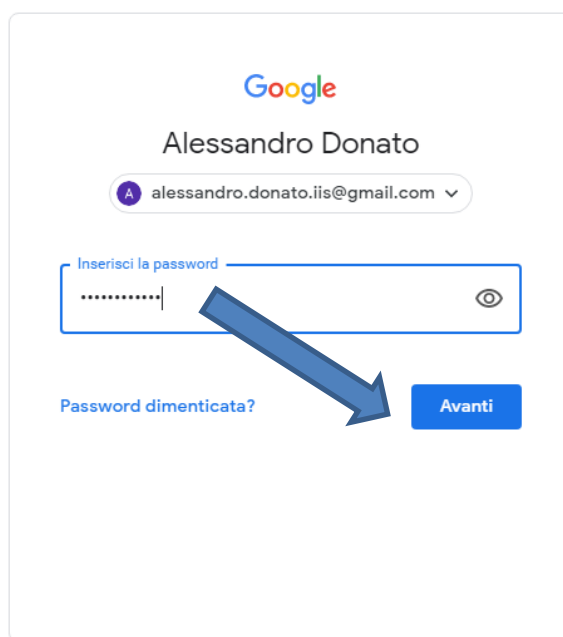 Google
Alessandro Donato
A alessandro.donato.iis@gmail.com
Inserisci la password
••••••••••••
Password dimenticata? Avanti